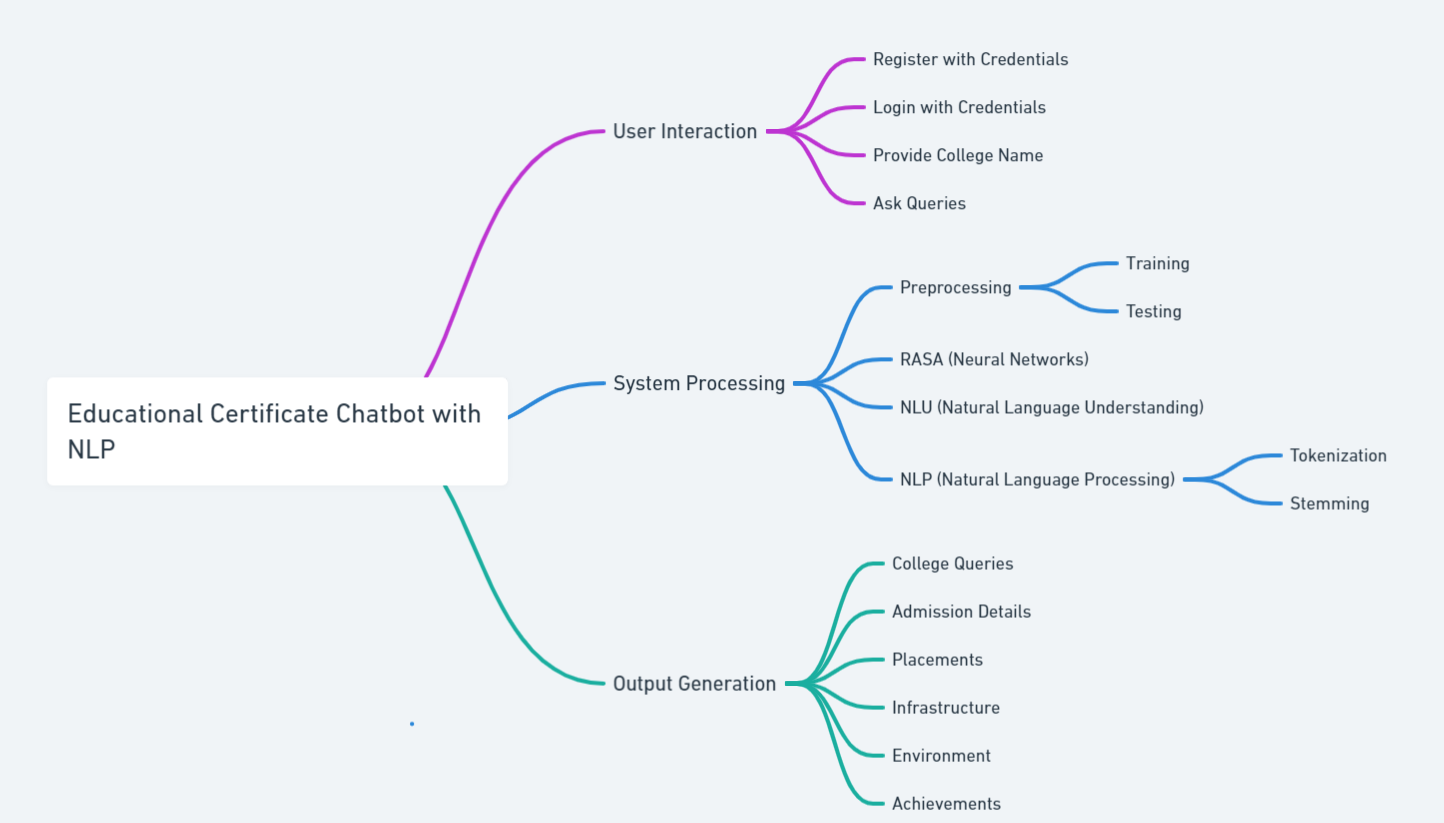 Educational Certificate Chatbot with
NLP
User Interaction
Register with Credentials
Login with Credentials
Provide College Name
Ask Queries
System Processing
Preprocessing
Training
Testing
RASA (Neural Networks)
NLU (Natural Language Understanding)
NLP (Natural Language Processing)
Tokenization
Stemming
Output Generation
College Queries
Admission Details
Placements
Infrastructure
Environment
Achievements